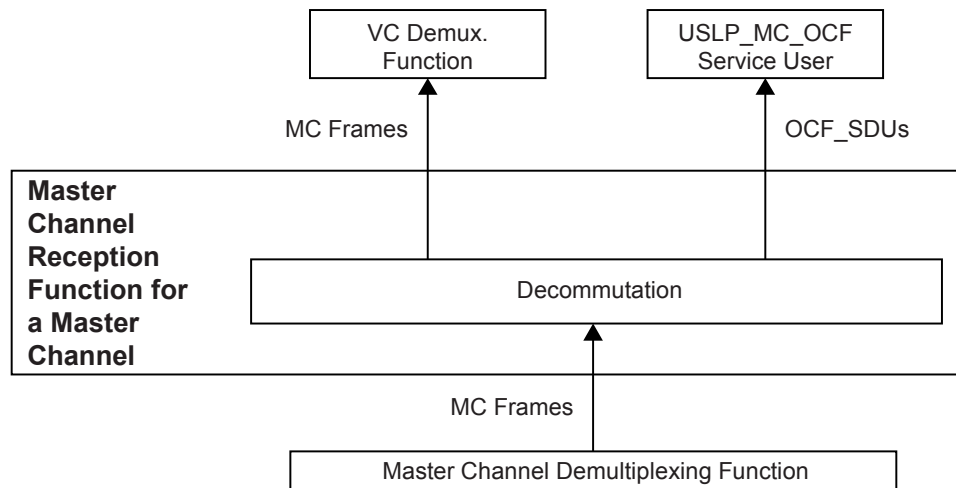 VC Demux.
Function
USLP_MC_OCF
Service User
MC Frames
OCF_SDUs
Master
Channel
Reception
Function for
a Master
Channel
Decommutation
MC Frames
Master Channel Demultiplexing Function